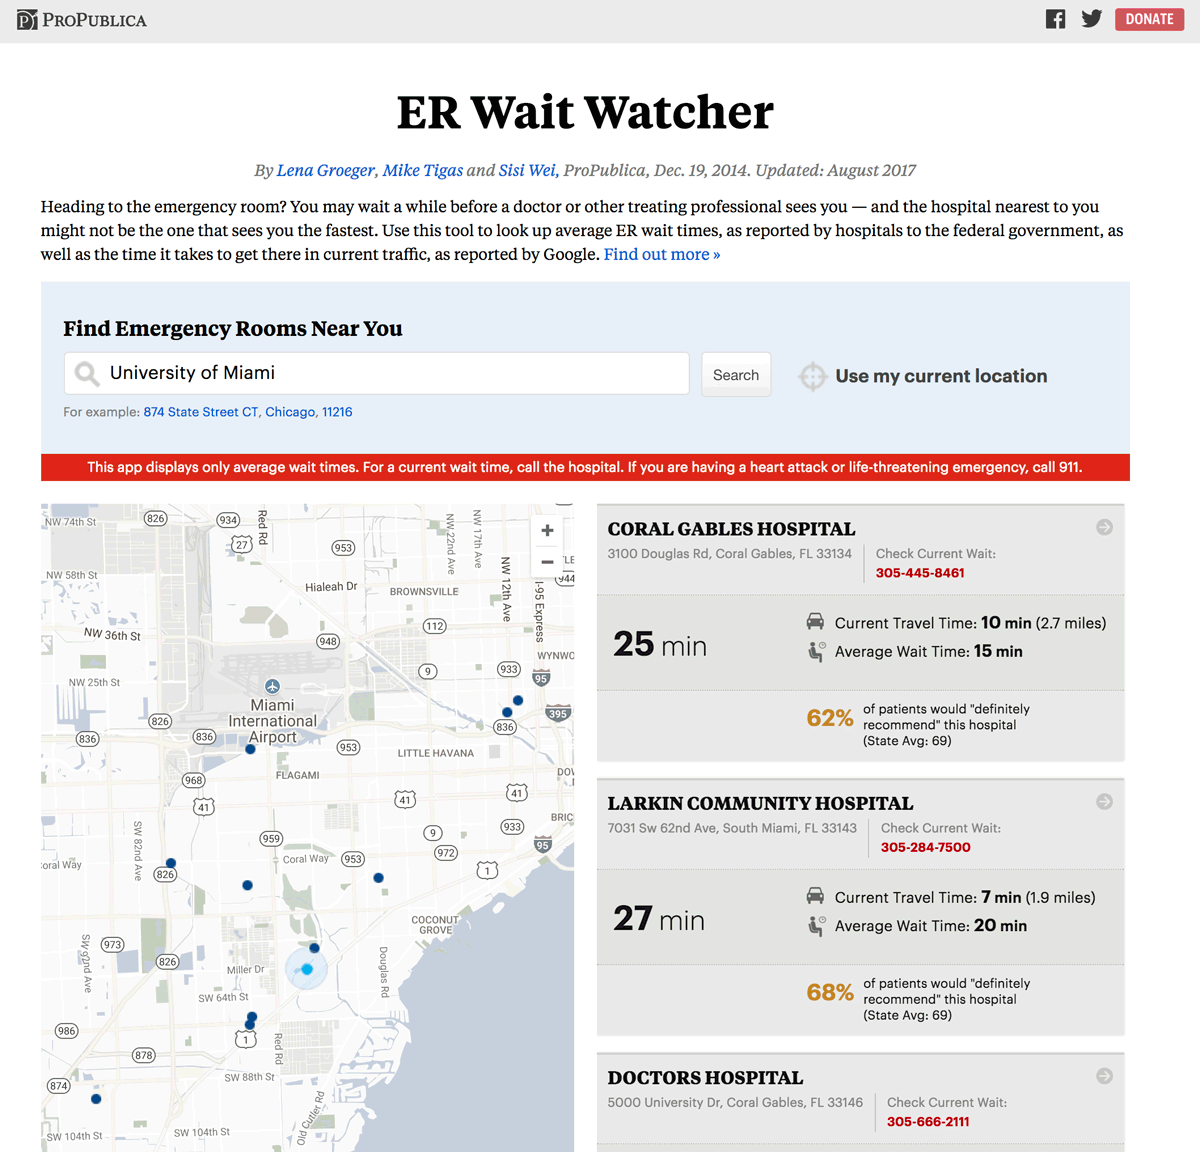 PROPUBLICA
DONATE
ER Wait Watcher
By Lena Groeger, Mike Tigas and Sisi Wei, ProPublica, Dec. 19, 2014. Updated: August 2017
Heading to the emergency room? You may wait a while before a doctor or other treating professional sees you — and the hospital nearest to you
might not be the one that sees you the fastest. Use this tool to look up average ER wait times, as reported by hospitals to the federal government, as
well as the time it takes to get there in current traffic, as reported by Google. Find out more »
Find Emergency Rooms Near You
University of Miami
Search
Use my current location
For example: 874 State Street CT, Chicago, 11216
This app displays only average wait times. For a current wait time, call the hospital. If you are having a heart attack or life-threatening emergency, call 911.
NW 74th St
826
934
Red Rd
27
953
NW 22nd Ave
NW 17th Ave
NW 12th Ave
I-95 Express
+
−
944
NW 58th St
Hialeah Dr
BROWNSVILLE
NW 36th St
948
112
WYNWO
9
933
95
NW 25th St
Miami
International
Airport
826
836
836
395
836
953
LITTLE HAVANA
FLAGAMI
968
41
41
41
SW 82nd Ave
959
9
933
BRIC
95
972
Coral Way
953
1
oral Way
826
COCONUT
GROVE
SW 92nd Ave
973
826
Miller Dr
Douglas Rd
SW 64th St
986
1
Red Rd
878
SW 88th St
874
Old Cutler Rd
SW 104th St
SW 104th St
CORAL GABLES HOSPITAL
3100 Douglas Rd, Coral Gables, FL 33134
Check Current Wait:
305-445-8461
25 min
Current Travel Time: 10 min (2.7 miles)
Average Wait Time: 15 min
62%
of patients would "definitely
recommend" this hospital
(State Avg: 69)
LARKIN COMMUNITY HOSPITAL
7031 Sw 62nd Ave, South Miami, FL 33143
Check Current Wait:
305-284-7500
27 min
Current Travel Time: 7 min (1.9 miles)
Average Wait Time: 20 min
68%
of patients would "definitely
recommend" this hospital
(State Avg: 69)
DOCTORS HOSPITAL
5000 University Dr, Coral Gables, FL 33146
Check Current Wait:
305-666-2111